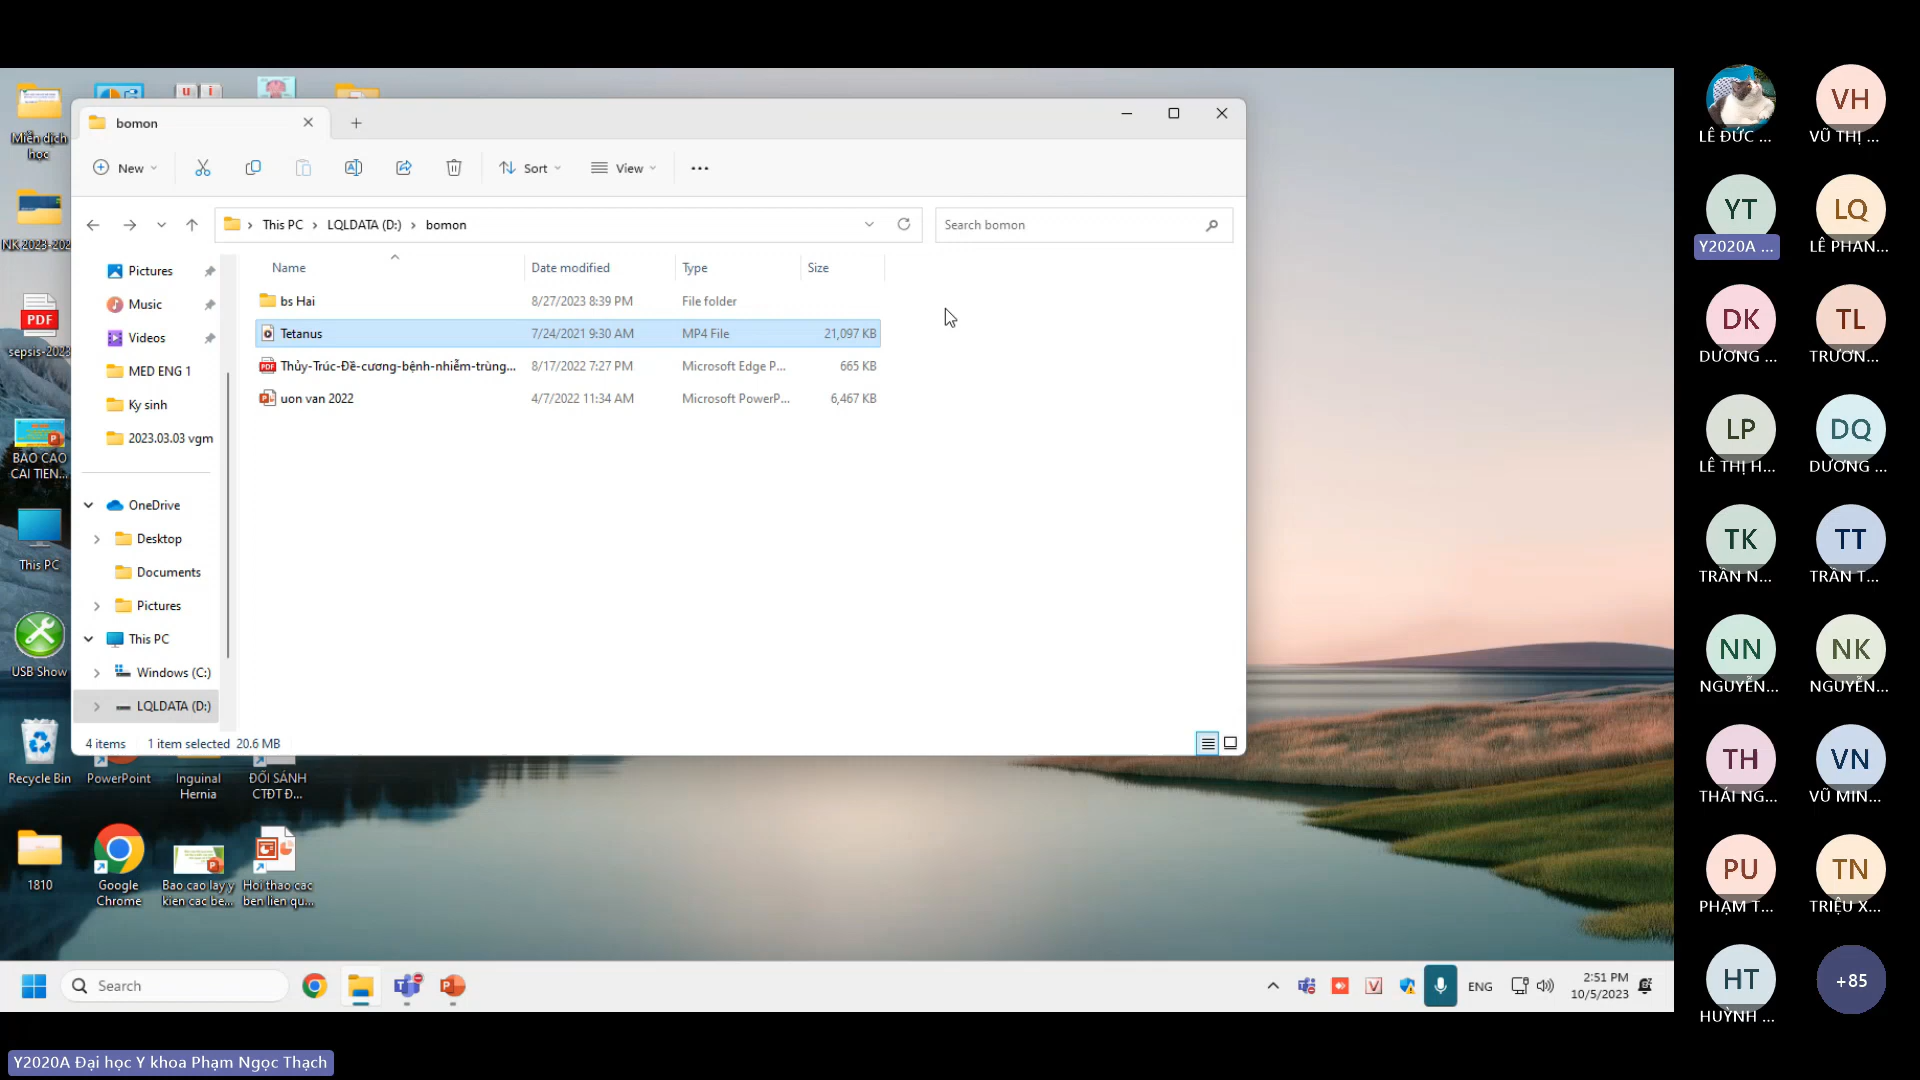 bomon
New
Sort
View
This PC
LQLDATA (D:)
bomon
Search bomon
Name
Date modified
Type
Size
bs Hai
8/27/2023 8:39 PM
File folder
Tetanus
7/24/2021 9:30 AM
MP4 File
21,097 KB
Thủy-Trúc-Đề-cương-bệnh-nhiễm-trùng...
8/17/2022 7:27 PM
Microsoft Edge P...
665 KB
uon van 2022
4/7/2022 11:34 AM
Microsoft PowerP...
6,467 KB
Pictures
Music
Videos
MED ENG 1
Ky sinh
2023.03.03 vgm
OneDrive
Desktop
Documents
Pictures
This PC
Windows (C:)
LQLDATA (D:)
4 items
1 item selected 20.6 MB
u i
Miễn dịch
học
NK 2023-202
PDF
sepsis-2023
BAO CAO
CAI TIEN...
This PC
USB Show
Recycle Bin
PowerPoint
Inguinal
Hernia
ĐỐI SÁNH
CTĐT Đ...
1810
Google
Chrome
Bao cao lay y
kien cac be...
Hoi thao cac
ben lien qu...
Search
ENG
2:51 PM
10/5/2023
LÊ ĐỨC ...
VH
VŨ THỊ ...
YT
Y2020A ...
LQ
LÊ PHAN...
DK
DƯƠNG ...
TL
TRƯƠN...
LP
LÊ THỊ H...
DQ
DƯƠNG ...
TK
TRẦN N...
TT
TRẦN T...
NN
NGUYỄN...
NK
NGUYỄN...
TH
THÁI NG...
VN
VŨ MIN...
PU
PHẠM T...
TN
TRIỆU X...
HT
HUỲNH ...
+85
Y2020A Đại học Y khoa Phạm Ngọc Thạch